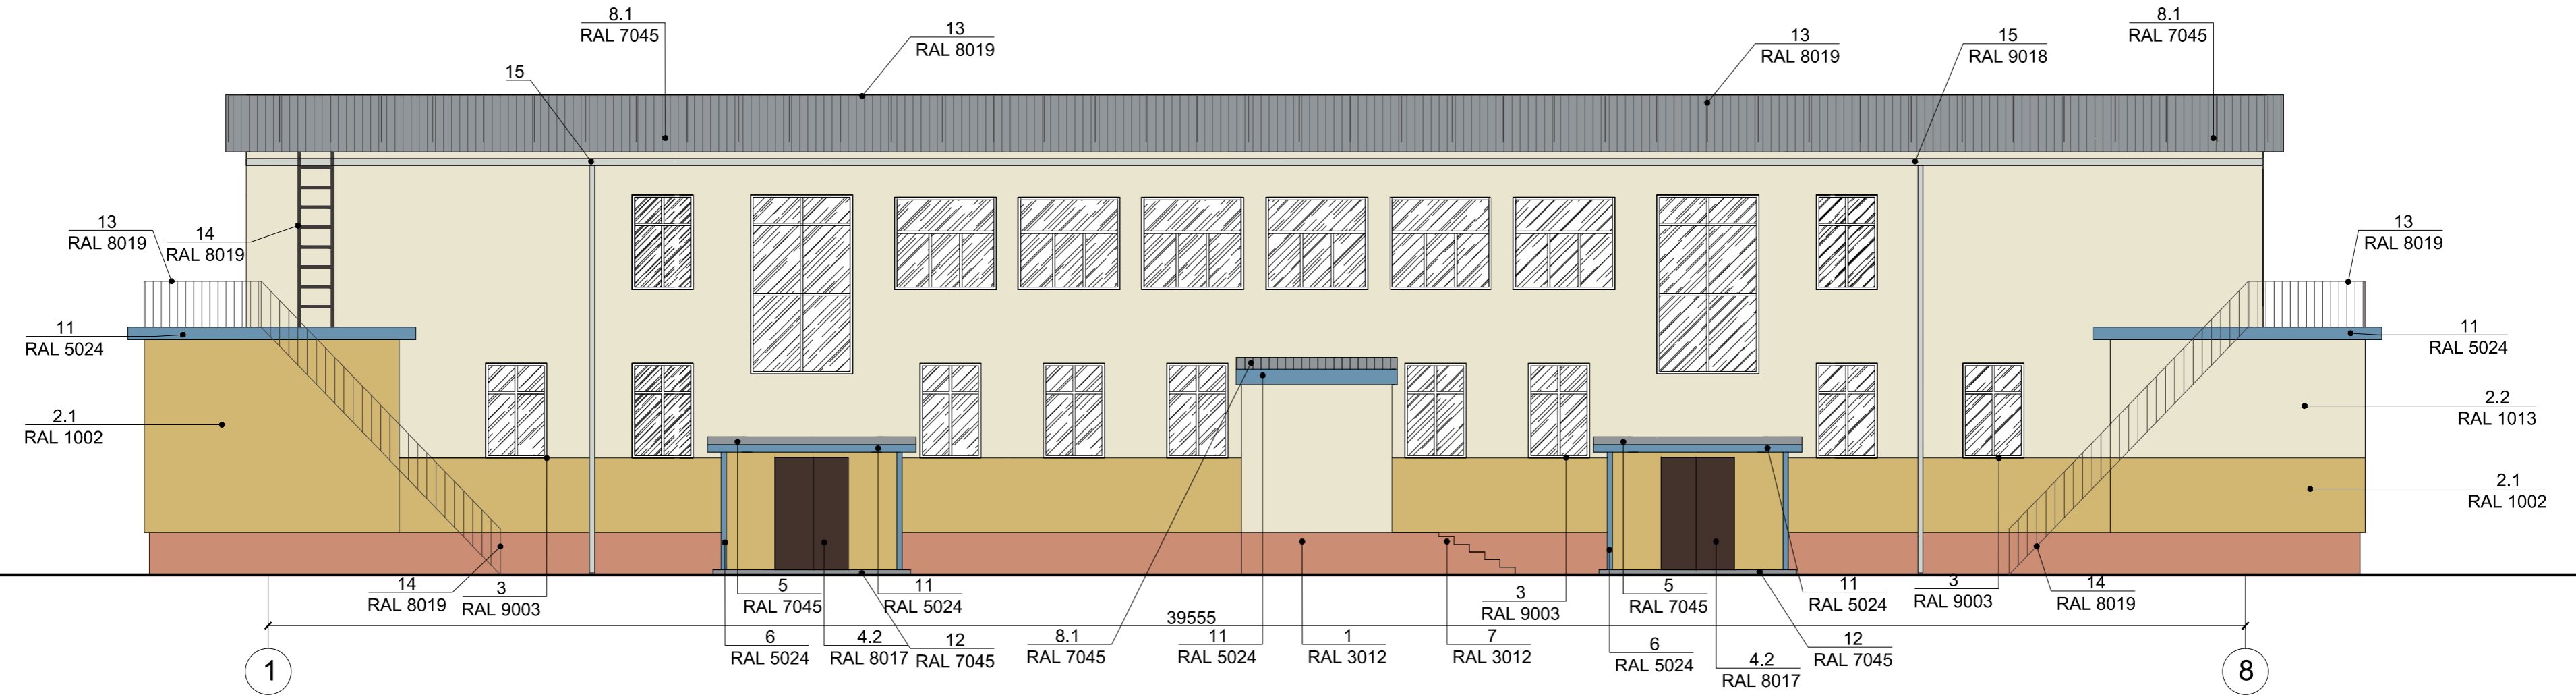 8.1
RAL 7045
13
RAL 8019
13
RAL 8019
15
RAL 9018
8.1
RAL 7045
15
13
RAL 8019
14
RAL 8019
13
RAL 8019
11
RAL 5024
11
RAL 5024
2.1
RAL 1002
2.2
RAL 1013
2.1
RAL 1002
14
RAL 8019
3
RAL 9003
5
RAL 7045
11
RAL 5024
3
RAL 9003
5
RAL 7045
11
RAL 5024
3
RAL 9003
14
RAL 8019
39555
6
RAL 5024
4.2
RAL 8017
12
RAL 7045
8.1
RAL 7045
11
RAL 5024
1
RAL 3012
7
RAL 3012
6
RAL 5024
4.2
RAL 8017
12
RAL 7045
1
8